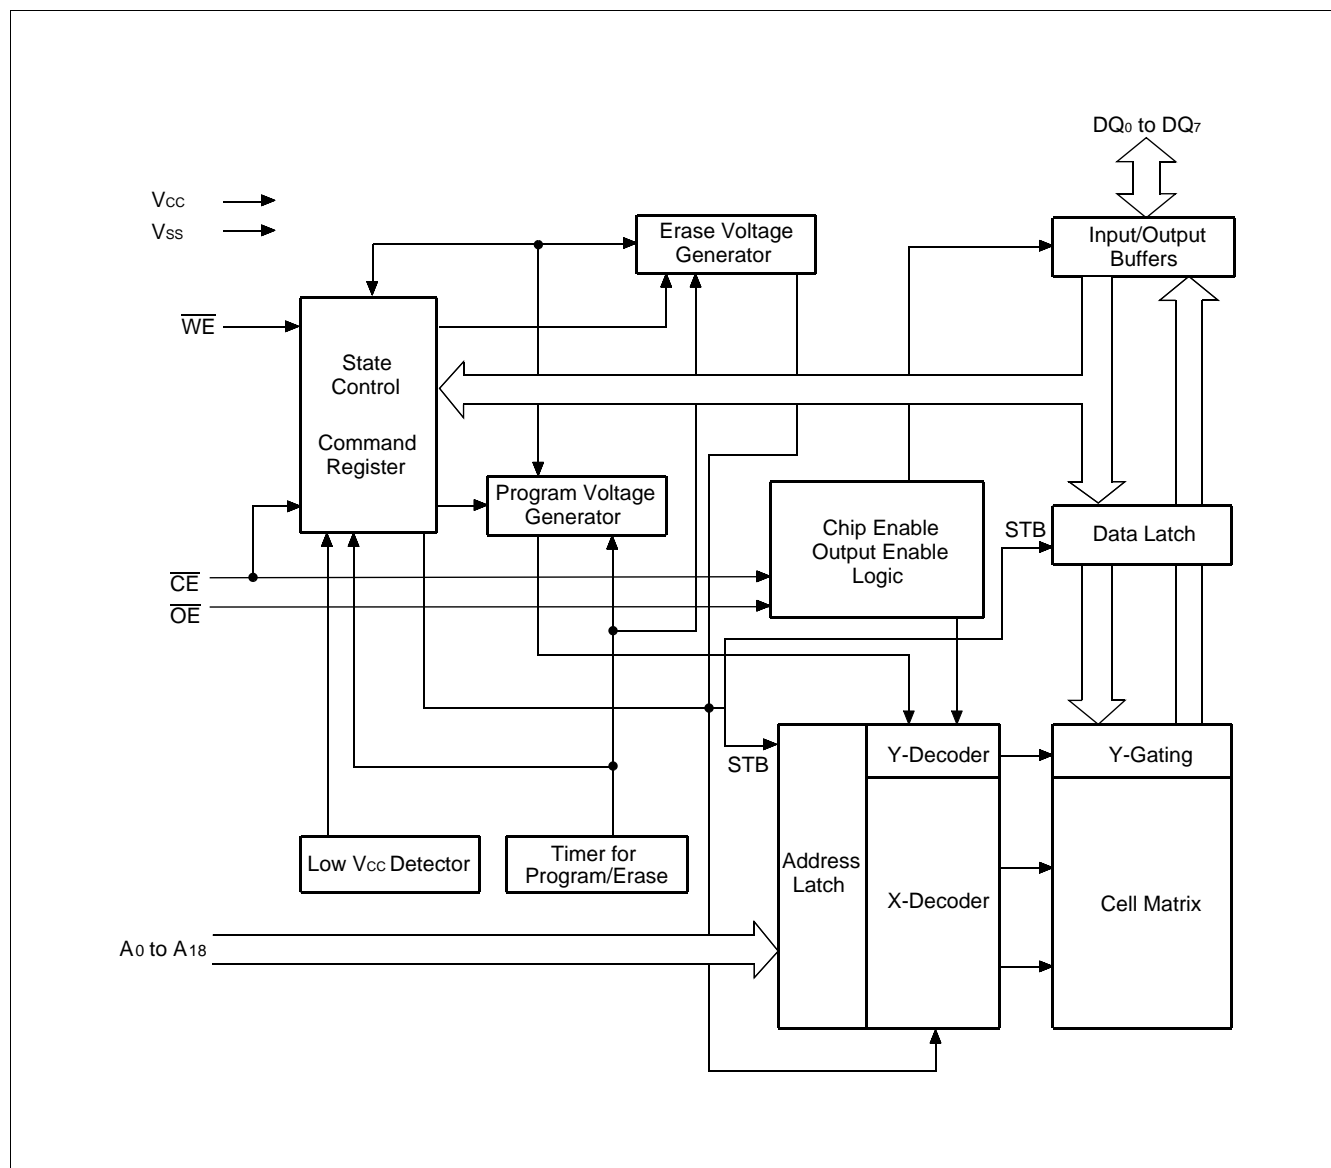 DQ0 to DQ7
VCC
VSS
Erase Voltage
Generator
Input/Output
Buffers
WE
State
Control
Command
Register
Program Voltage
Generator
Chip Enable
Output Enable
Logic
STB
Data Latch
CE
OE
STB
Y-Decoder
Y-Gating
Low VCC Detector
Timer for
Program/Erase
Address
Latch
X-Decoder
Cell Matrix
A0 to A18